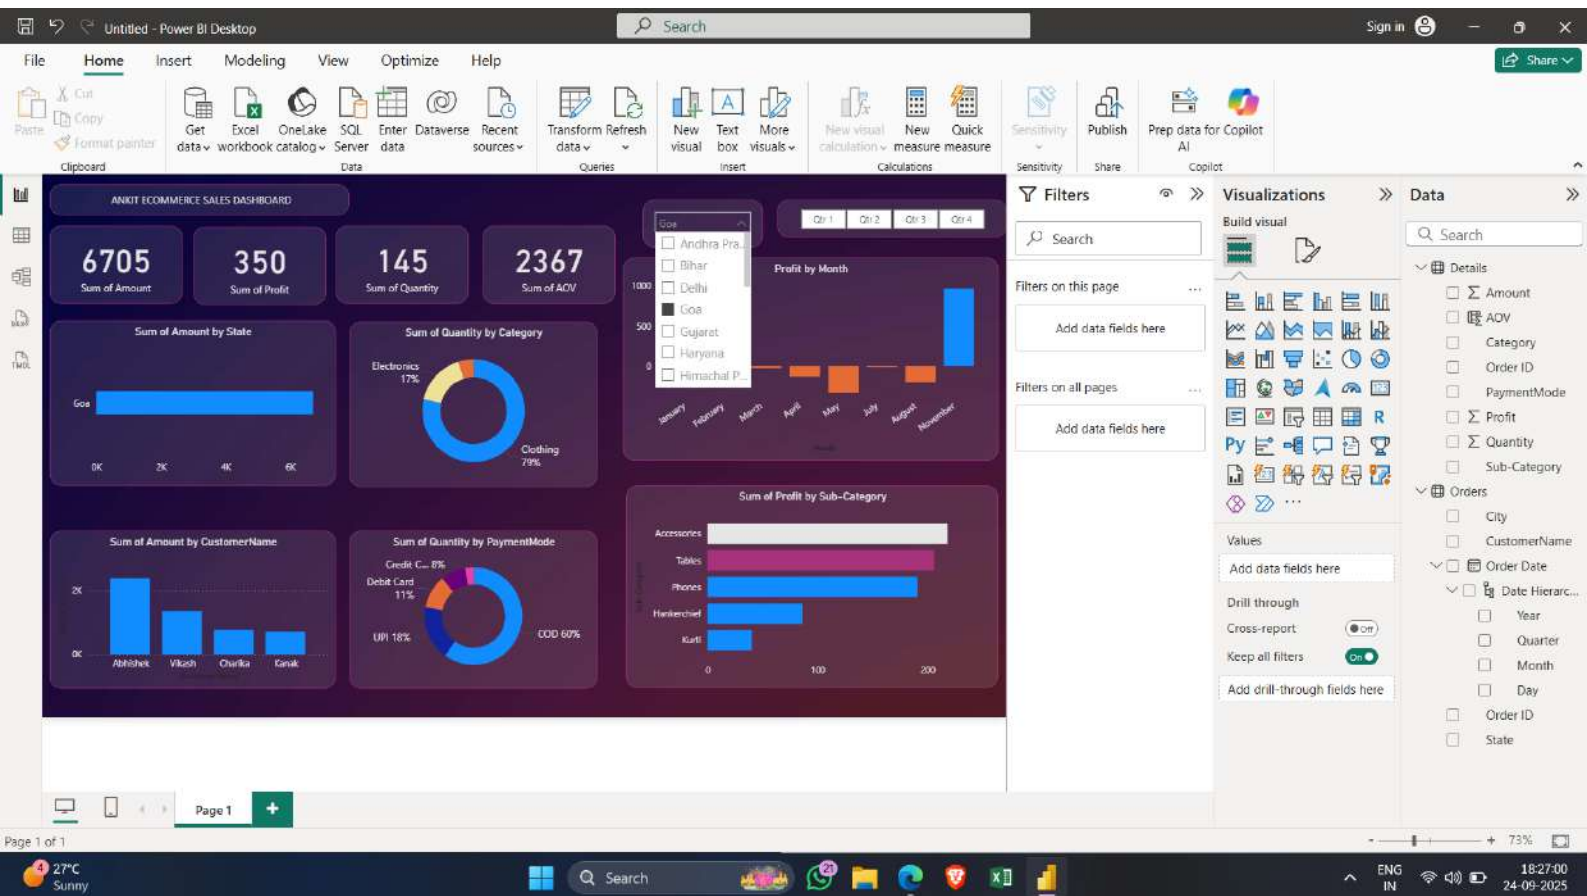 Untitled - Power BI Desktop
Search
Sign in
File
Home
Insert
Modeling
View
Optimize
Help
Share
Paste
Cut
Copy
Format painter
Get data
Excel workbook
OneLake catalog
SQL Server
Enter data
Dataverse
Recent sources
Transform data
Refresh
New visual
Text box
More visuals
New visual calculation
New measure
Quick measure
Sensitivity
Publish
Prep data for AI
Copilot
Clipboard
Data
Queries
Insert
Calculations
Sensitivity
Share
Copilot
ANKIT ECOMMERCE SALES DASHBOARD
6705
Sum of Amount
350
Sum of Profit
145
Sum of Quantity
2367
Sum of AOV
Goa
Andhra Pra...
Bihar
Delhi
Goa
Gujarat
Haryana
Himachal P...
Qtr 1
Qtr 2
Qtr 3
Qtr 4
Sum of Amount by State
Goa
0K
2K
4K
6K
Sum of Quantity by Category
Electronics
17%
Clothing
79%
Profit by Month
1000
500
0
January
February
March
April
May
July
August
November
Sum of Amount by CustomerName
2K
0K
Abhishek
Vikash
Charika
Kanak
Sum of Quantity by PaymentMode
Credit C... 8%
Debit Card
11%
UPI 18%
COD 60%
Sum of Profit by Sub-Category
Accessories
Tables
Phones
Hankerchief
Kurti
0
100
200
Filters
Search
Filters on this page
...
Add data fields here
Filters on all pages
...
Add data fields here
Visualizations
Build visual
R
Py
...
Values
Add data fields here
Drill through
Cross-report
Off
Keep all filters
On
Add drill-through fields here
Data
Search
Details
Amount
AOV
Category
Order ID
PaymentMode
Profit
Quantity
Sub-Category
Orders
City
CustomerName
Order Date
Date Hierarc...
Year
Quarter
Month
Day
Order ID
State
TMDL
Page 1
+
Page 1 of 1
- + 73%
4
27°C
Sunny
Search
21
ENG
IN
18:27:00
24-09-2025